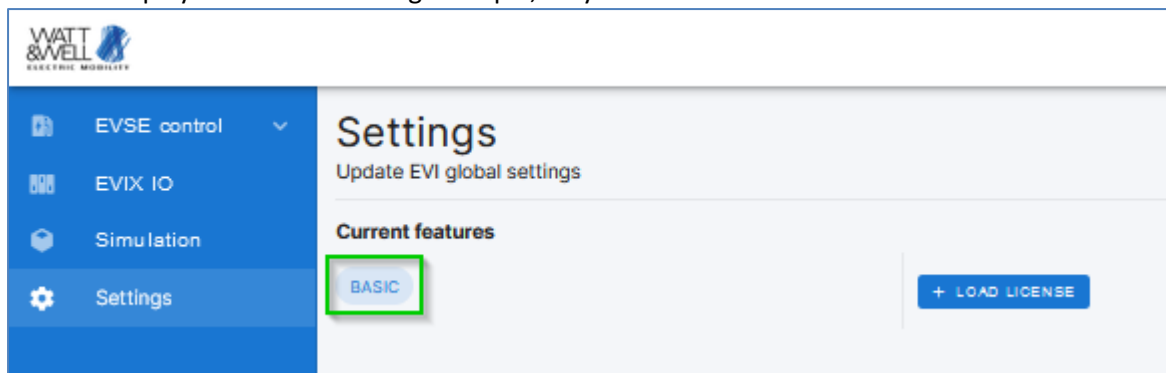 WATT
&WELL
ELECTRIC MOBILITY
EVSE control
EVIX IO
Simulation
Settings
Settings
Update EVI global settings
Current features
BASIC
+ LOAD LICENSE